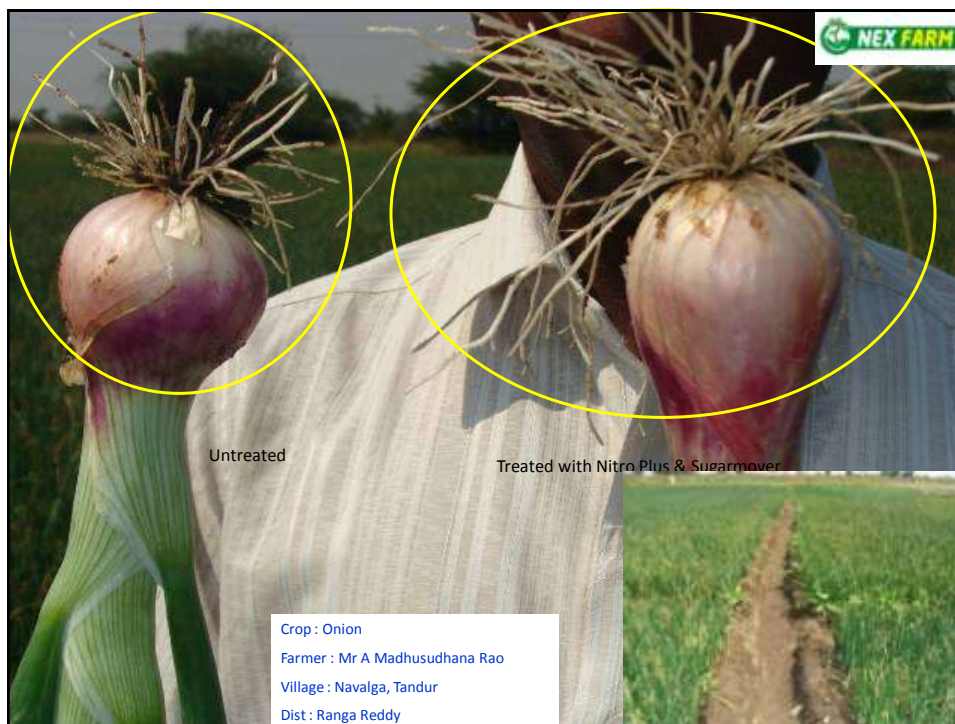 NEX FARM
Untreated
Treated with Nitro Plus & Sugarmover
Crop : Onion
Farmer : Mr A Madhusudhana Rao
Village : Navalga, Tandur
Dist : Ranga Reddy